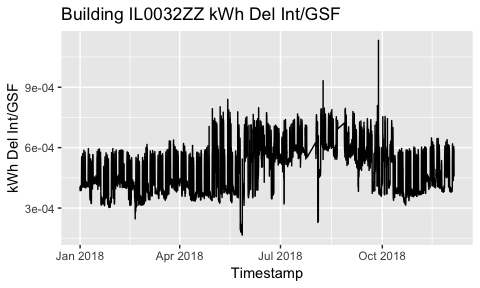 Building IL0032ZZ kWh Del Int/GSF
kWh Del Int/GSF
9e-04
6e-04
3e-04
Jan 2018
Apr 2018
Jul 2018
Oct 2018
Timestamp